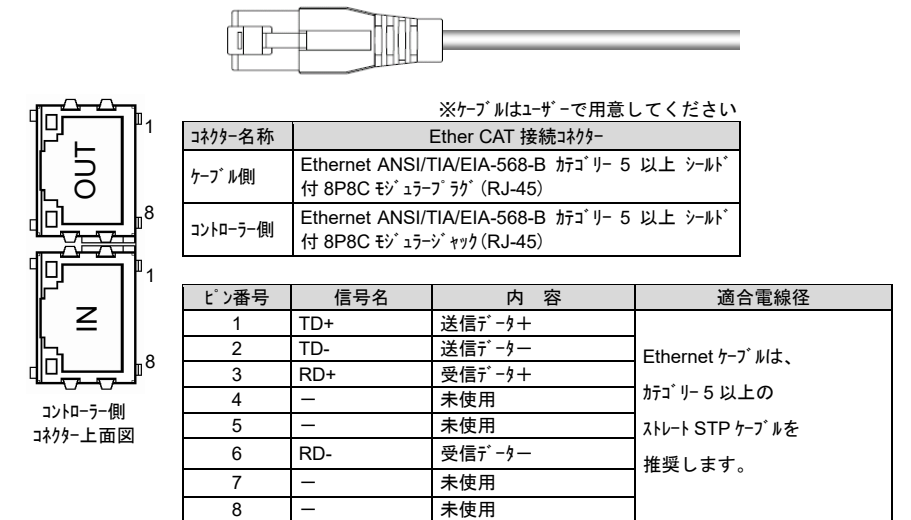 ※ｹｰﾌﾞﾙはﾕｰｻﾞｰで用意してください
OUT
1
8
IN
1
8
ｺﾝﾄﾛｰﾗｰ側
ｺﾈｸﾀｰ上面図
ｺﾈｸﾀｰ名称 Ether CAT 接続ｺﾈｸﾀｰ
ｹｰﾌﾞﾙ側 Ethernet ANSI/TIA/EIA-568-B ｶﾃｺﾞﾘｰ 5 以上 ｼｰﾙﾄﾞ
付 8P8C ﾓｼﾞｭﾗｰﾌﾟﾗｸﾞ(RJ-45)
ｺﾝﾄﾛｰﾗｰ側 Ethernet ANSI/TIA/EIA-568-B ｶﾃｺﾞﾘｰ 5 以上 ｼｰﾙﾄﾞ
付 8P8C ﾓｼﾞｭﾗｰｼﾞｬｯｸ(RJ-45)
ﾋﾟﾝ番号 信号名 内　容 適合電線径
1 TD+ 送信ﾃﾞｰﾀ＋
2 TD- 送信ﾃﾞｰﾀー
3 RD+ 受信ﾃﾞｰﾀ＋
4 － 未使用
5 － 未使用
6 RD- 受信ﾃﾞｰﾀー
7 － 未使用
8 － 未使用
Ethernet ｹｰﾌﾞﾙは、
ｶﾃｺﾞﾘｰ 5 以上の
ｽﾄﾚｰﾄ STP ｹｰﾌﾞﾙを
推奨します。